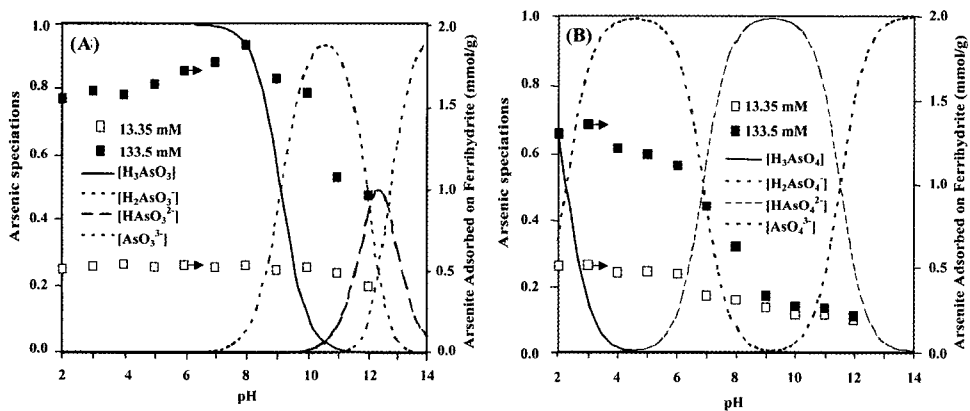 (A)
Arsenic speciations
1.0
0.8
0.6
0.4
0.2
0.0
2 4 6 8 10 12 14
pH
13.35 mM
133.5 mM
[H₃AsO₃]
[H₂AsO₃⁻]
[HAsO₃²⁻]
[AsO₃³⁻]
2.0
1.5
1.0
0.5
0.0
Arsenite Adsorbed on Ferrihydrite (mmol/g)
(B)
Arsenic speciations
1.0
0.8
0.6
0.4
0.2
0.0
2 4 6 8 10 12 14
pH
13.35 mM
133.5 mM
[H₃AsO₄]
[H₂AsO₄⁻]
[HAsO₄²⁻]
[AsO₄³⁻]
2.0
1.5
1.0
0.5
0.0
Arsenite Adsorbed on Ferrihydrite (mmol/g)